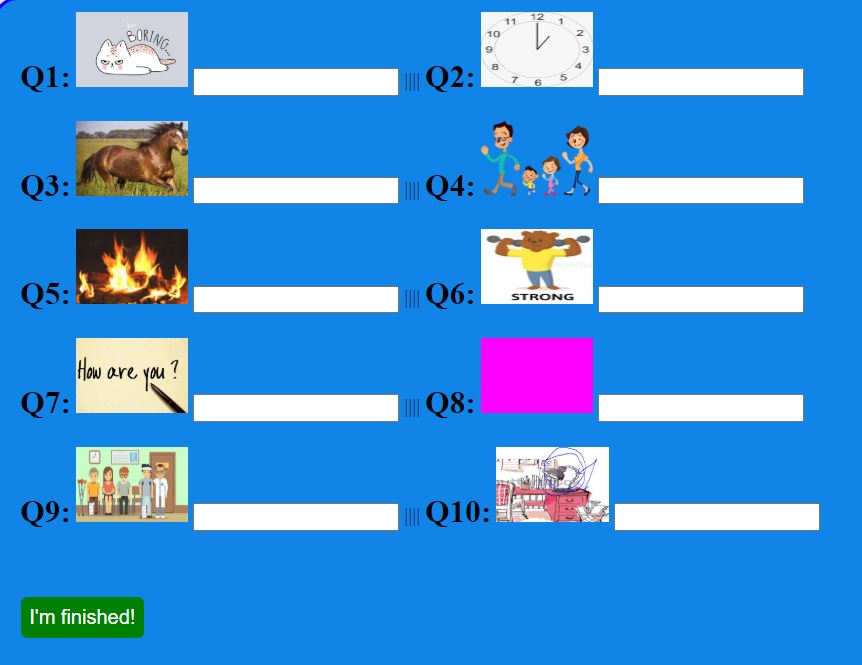 I'm
BORING...
Q1: |||| Q2:
11 12 1
10 2
9 3
8 4
7 6 5
Q3: |||| Q4:
Q5: |||| Q6:
STRONG
How are you ?
Q7: |||| Q8:
Q9: |||| Q10:
I'm finished!